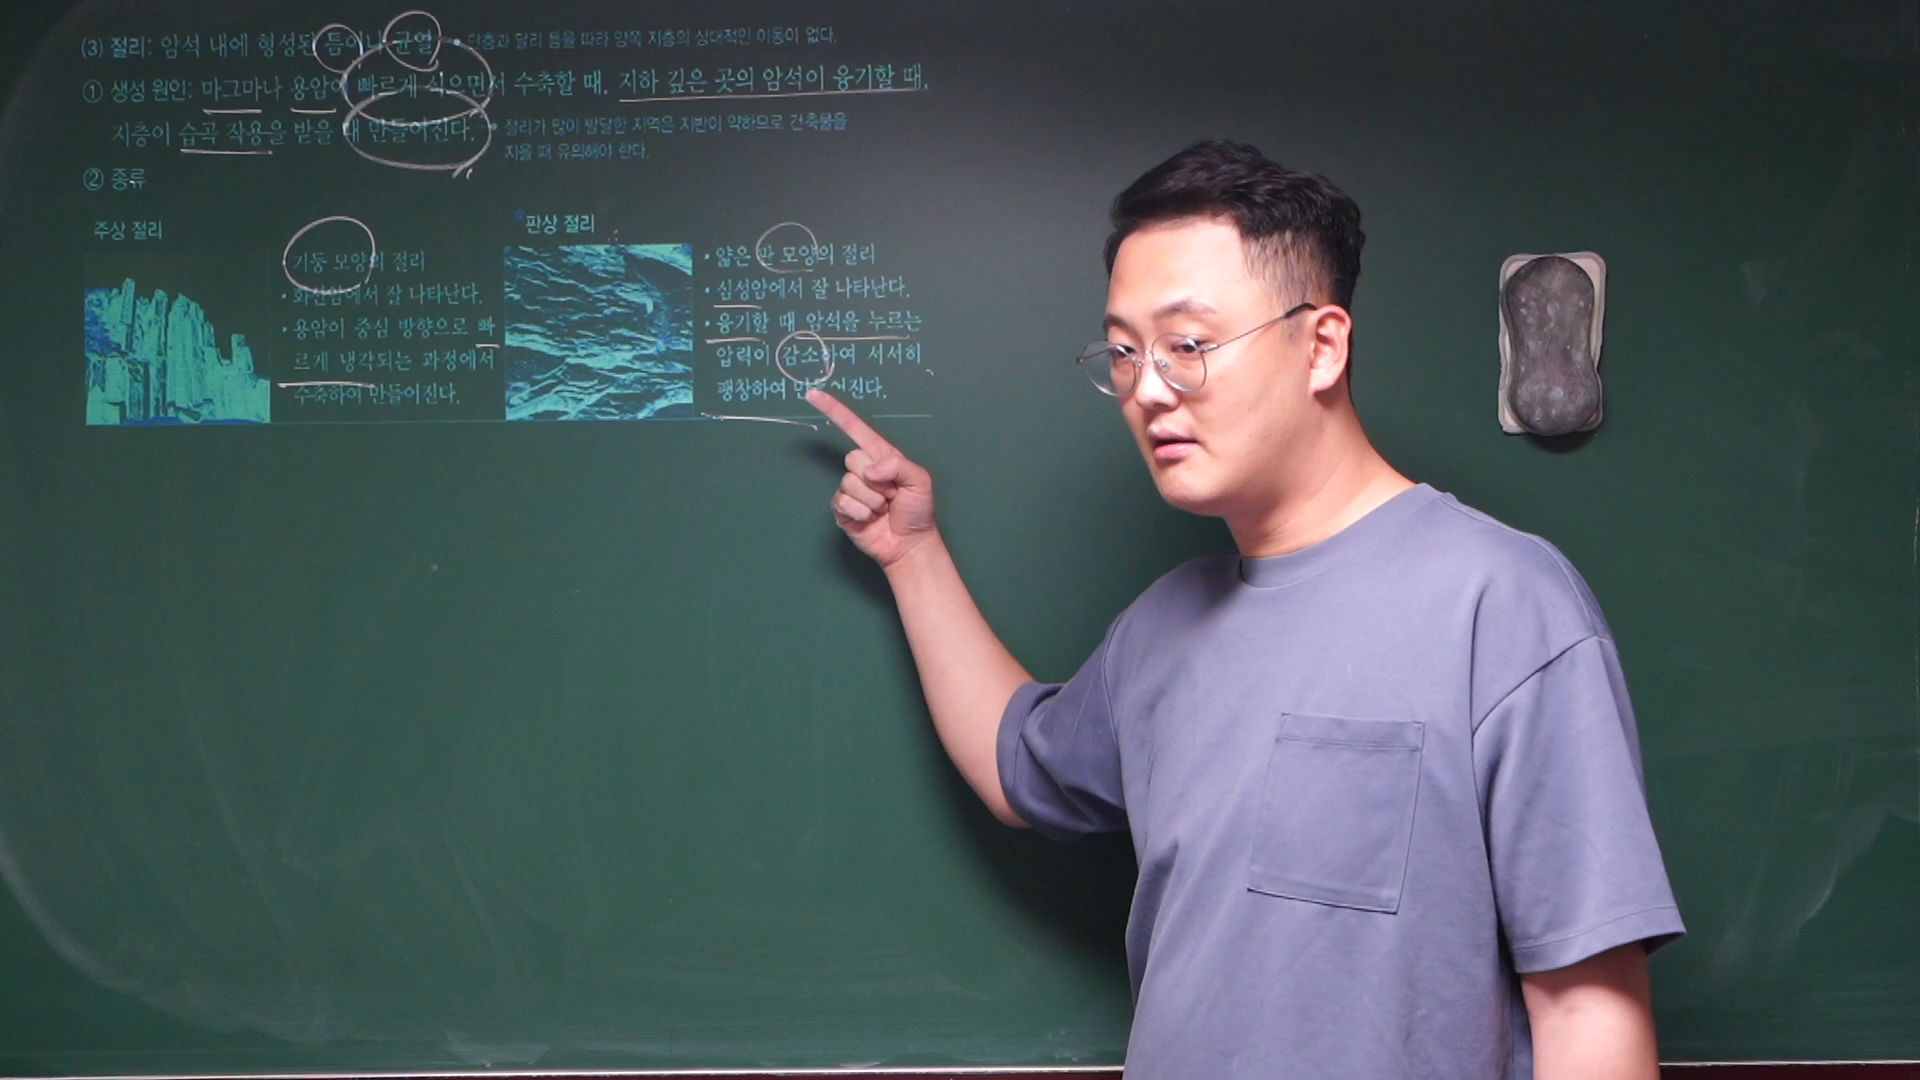 (3) 절리: 암석 내에 형성된 틈이나 균열
• 단층과 달리 틈을 따라 양쪽 지층의 상대적인 이동이 없다.
① 생성 원인: 마그마나 용암이 빠르게 식으면서 수축할 때, 지하 깊은 곳의 암석이 융기할 때,
지층이 습곡 작용을 받을 때 만들어진다.
• 절리가 많이 발달한 지역은 지반이 약하므로 건축물을
지을 때 유의해야 한다.
② 종류
주상 절리
• 기둥 모양의 절리
• 화산암에서 잘 나타난다.
• 용암이 중심 방향으로 빠
르게 냉각되는 과정에서
수축하여 만들어진다.
*판상 절리
• 얇은 판 모양의 절리
• 심성암에서 잘 나타난다.
• 융기할 때 암석을 누르는
압력이 감소하여 서서히
팽창하여 만들어진다.